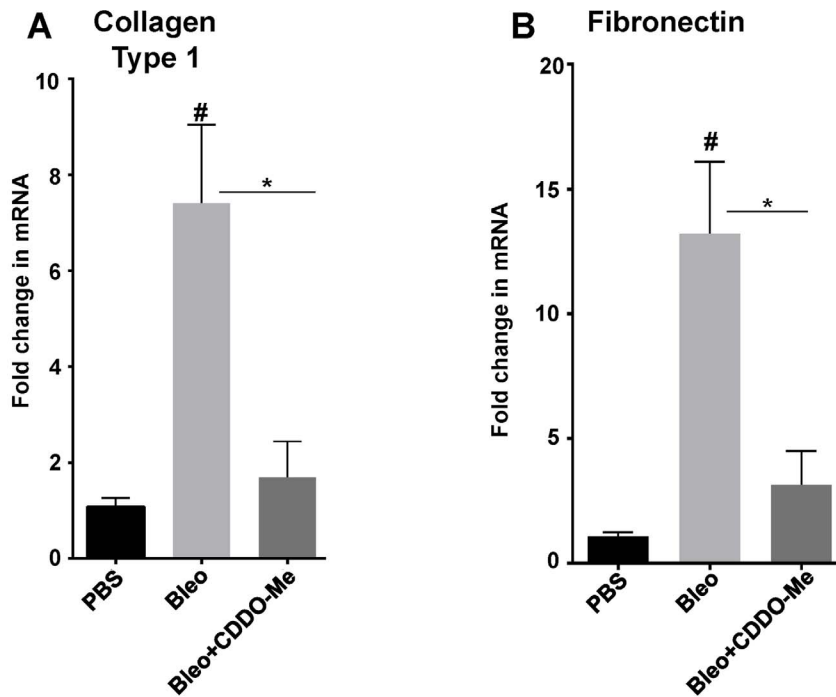 A Collagen
Type 1
10
8
6
4
2
0
Fold change in mRNA
#
*
PBS
Bleo
Bleo+CDDO-Me
B Fibronectin
20
15
10
5
0
Fold change in mRNA
#
*
PBS
Bleo
Bleo+CDDO-Me